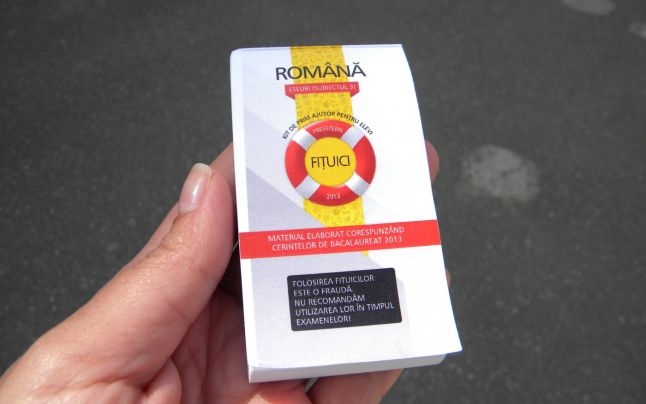 ROMÂNĂ
ESEURI (SUBIECTUL 3)
KIT DE PRIM AJUTOR PENTRU ELEVI
PRESSTERN
FIȚUICI
2013
MATERIAL ELABORAT CORESPUNZÂND
CERINȚELOR DE BACALAUREAT 2013
FOLOSIREA FIȚUICILOR
ESTE O FRAUDĂ.
NU RECOMANDĂM
UTILIZAREA LOR ÎN TIMPUL
EXAMENELOR!